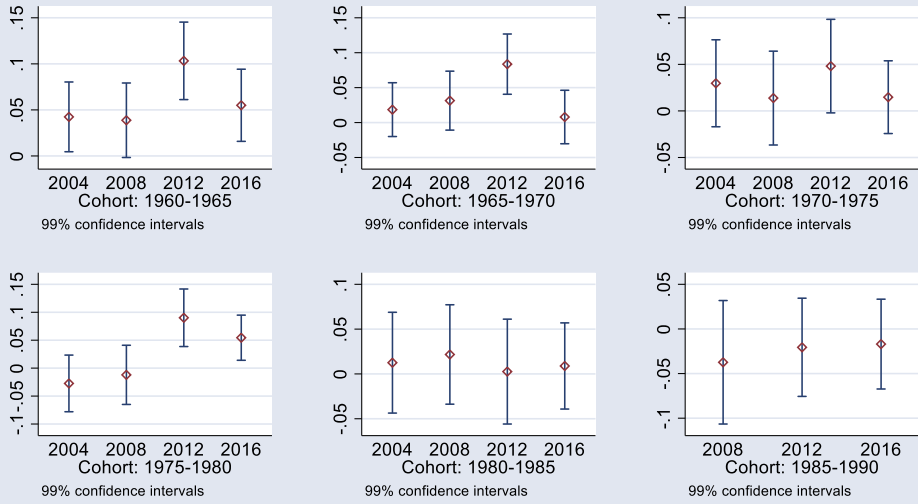 .15
.1
.05
0
2004 2008 2012 2016
Cohort: 1960-1965
99% confidence intervals
.1
.05
0
-.05
2004 2008 2012 2016
Cohort: 1965-1970
99% confidence intervals
.1
.05
0
-.05
2004 2008 2012 2016
Cohort: 1970-1975
99% confidence intervals
.15
.1
.05
0
-.05
-.1
2004 2008 2012 2016
Cohort: 1975-1980
99% confidence intervals
.1
.05
0
-.05
2004 2008 2012 2016
Cohort: 1980-1985
99% confidence intervals
.05
0
-.05
-.1
2008 2012 2016
Cohort: 1985-1990
99% confidence intervals